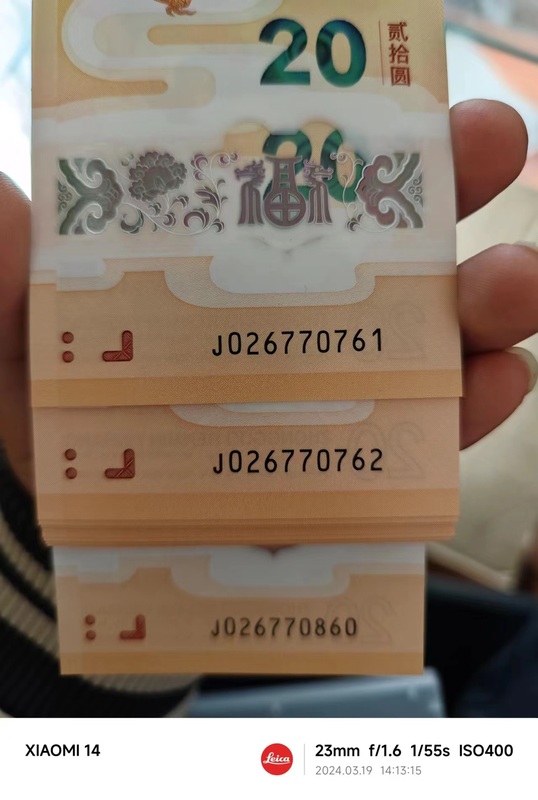 20
贰拾圆
20
福
J026770761
J026770762
J026770860
XIAOMI 14
Leica
23mm f/1.6 1/55s ISO400
2024.03.19 14:13:15